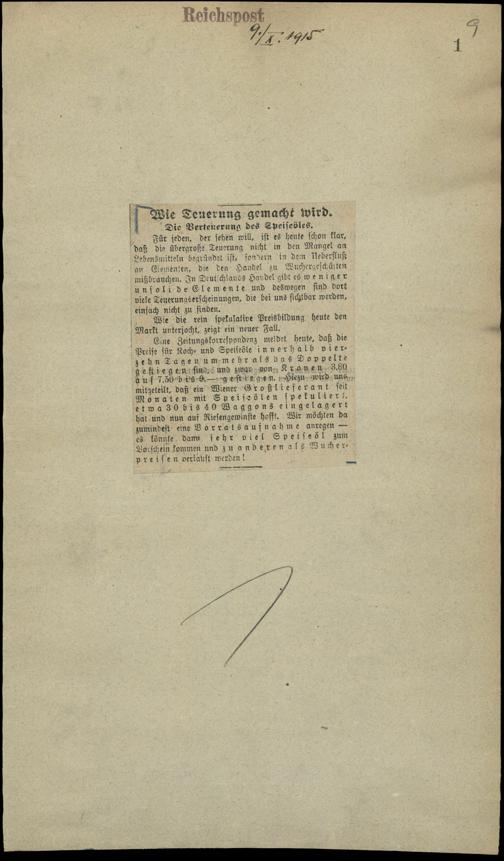 Reichspost
9./X. 1915
9
1
Wie Teuerung gemacht wird.
Die Verteuerung des Speiseöles.
Für jeden, der sehen will, ist es heute schon klar,
daß die übergroße Teuerung nicht in den Mangel an
Lebensmitteln begründet ist, sondern in dem Ueberfluß
an Elementen, die den Handel zu Wuchergeschäften
mißbrauchen. In Deutschlands Handel gibt es weniger
unsolide Elemente und deswegen sind dort
viele Teuerungserscheinungen, die bei uns sichtbar werden,
einfach nicht zu finden.
Wie die rein spekulative Preisbildung heute den
Markt unterjocht, zeigt ein neuer Fall.
Eine Zeitungskorrespondenz meldet heute, daß die
Preise für Koch- und Speiseöle innerhalb vier-
zehn Tagen um mehr als das Doppelte
gestiegen sind, und zwar von Kronen 3.80
auf 7.50 bis 9.— gestiegen. Hiezu wird uns
mitgeteilt, daß ein Wiener Großlieferant seit
Monaten mit Speiseölen spekuliert,
etwa 30 bis 40 Waggons eingelagert
hat und nun auf Riesengewinste hofft. Wir möchten da
zumindest eine Vorratsaufnahme anregen —
es könnte dann sehr viel Speiseöl zum
Vorschein kommen und zu anderen als Wucher-
preisen verkauft werden!